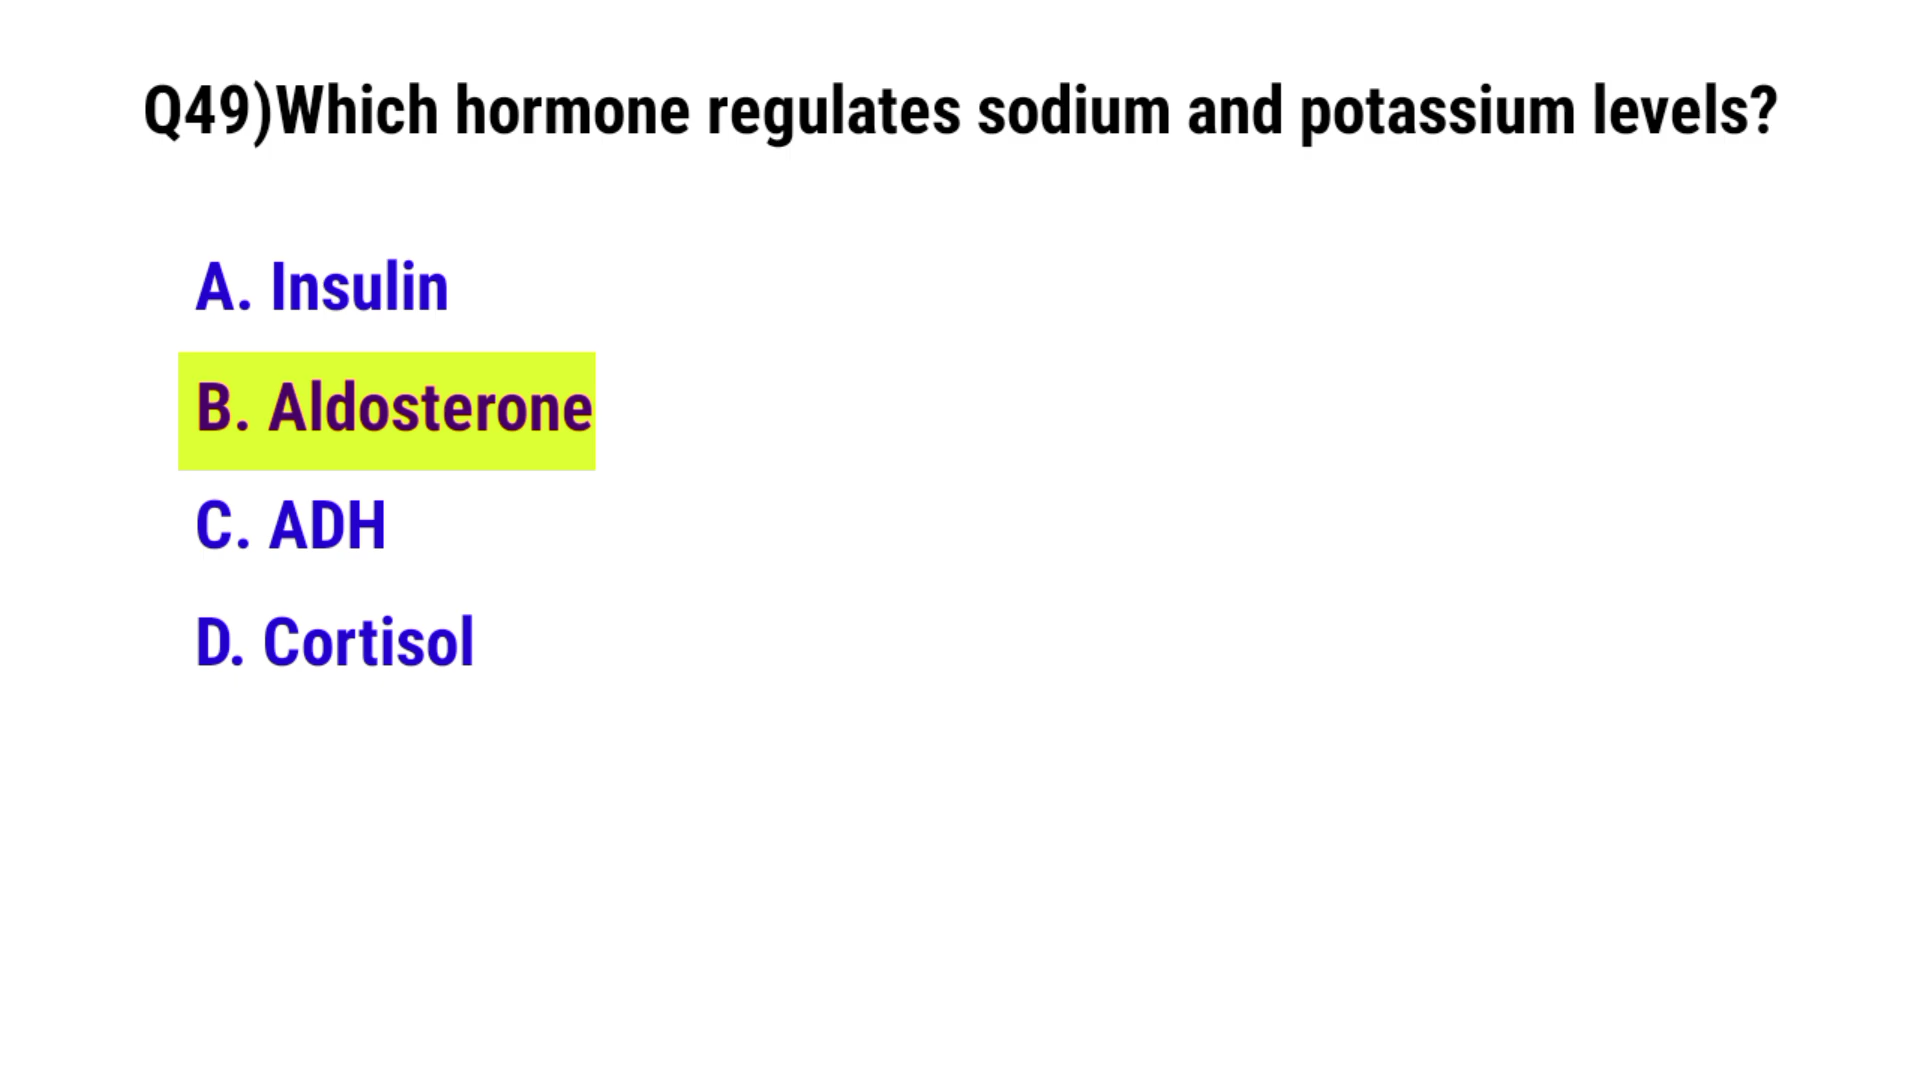 Q49)Which hormone regulates sodium and potassium levels?
A. Insulin
B. Aldosterone
C. ADH
D. Cortisol